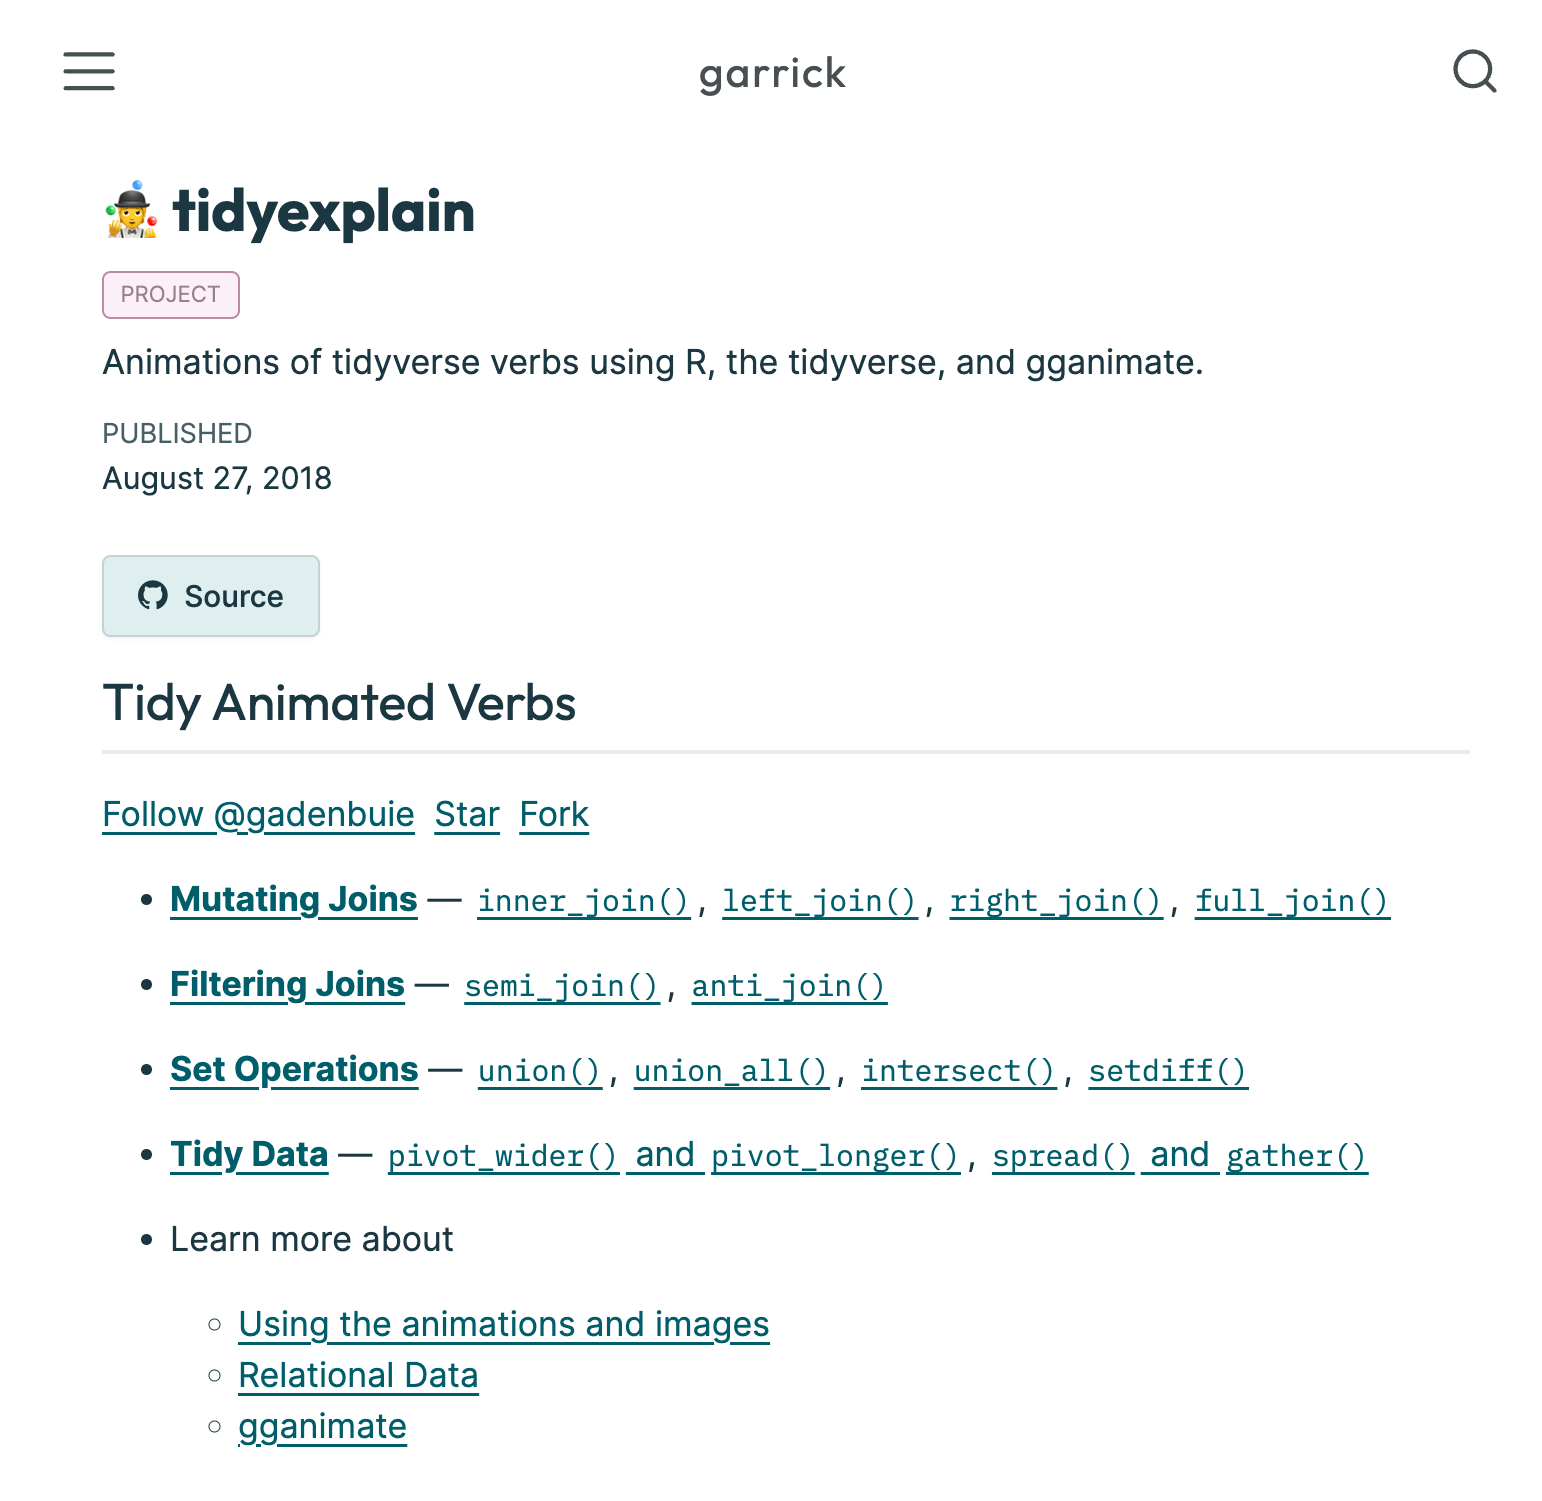 garrick
tidyexplain
PROJECT
Animations of tidyverse verbs using R, the tidyverse, and gganimate.
PUBLISHED
August 27, 2018
Source
Tidy Animated Verbs
Follow @gadenbuie Star Fork
• Mutating Joins — inner_join(), left_join(), right_join(), full_join()
• Filtering Joins — semi_join(), anti_join()
• Set Operations — union(), union_all(), intersect(), setdiff()
• Tidy Data — pivot_wider() and pivot_longer(), spread() and gather()
• Learn more about
◦ Using the animations and images
◦ Relational Data
◦ gganimate